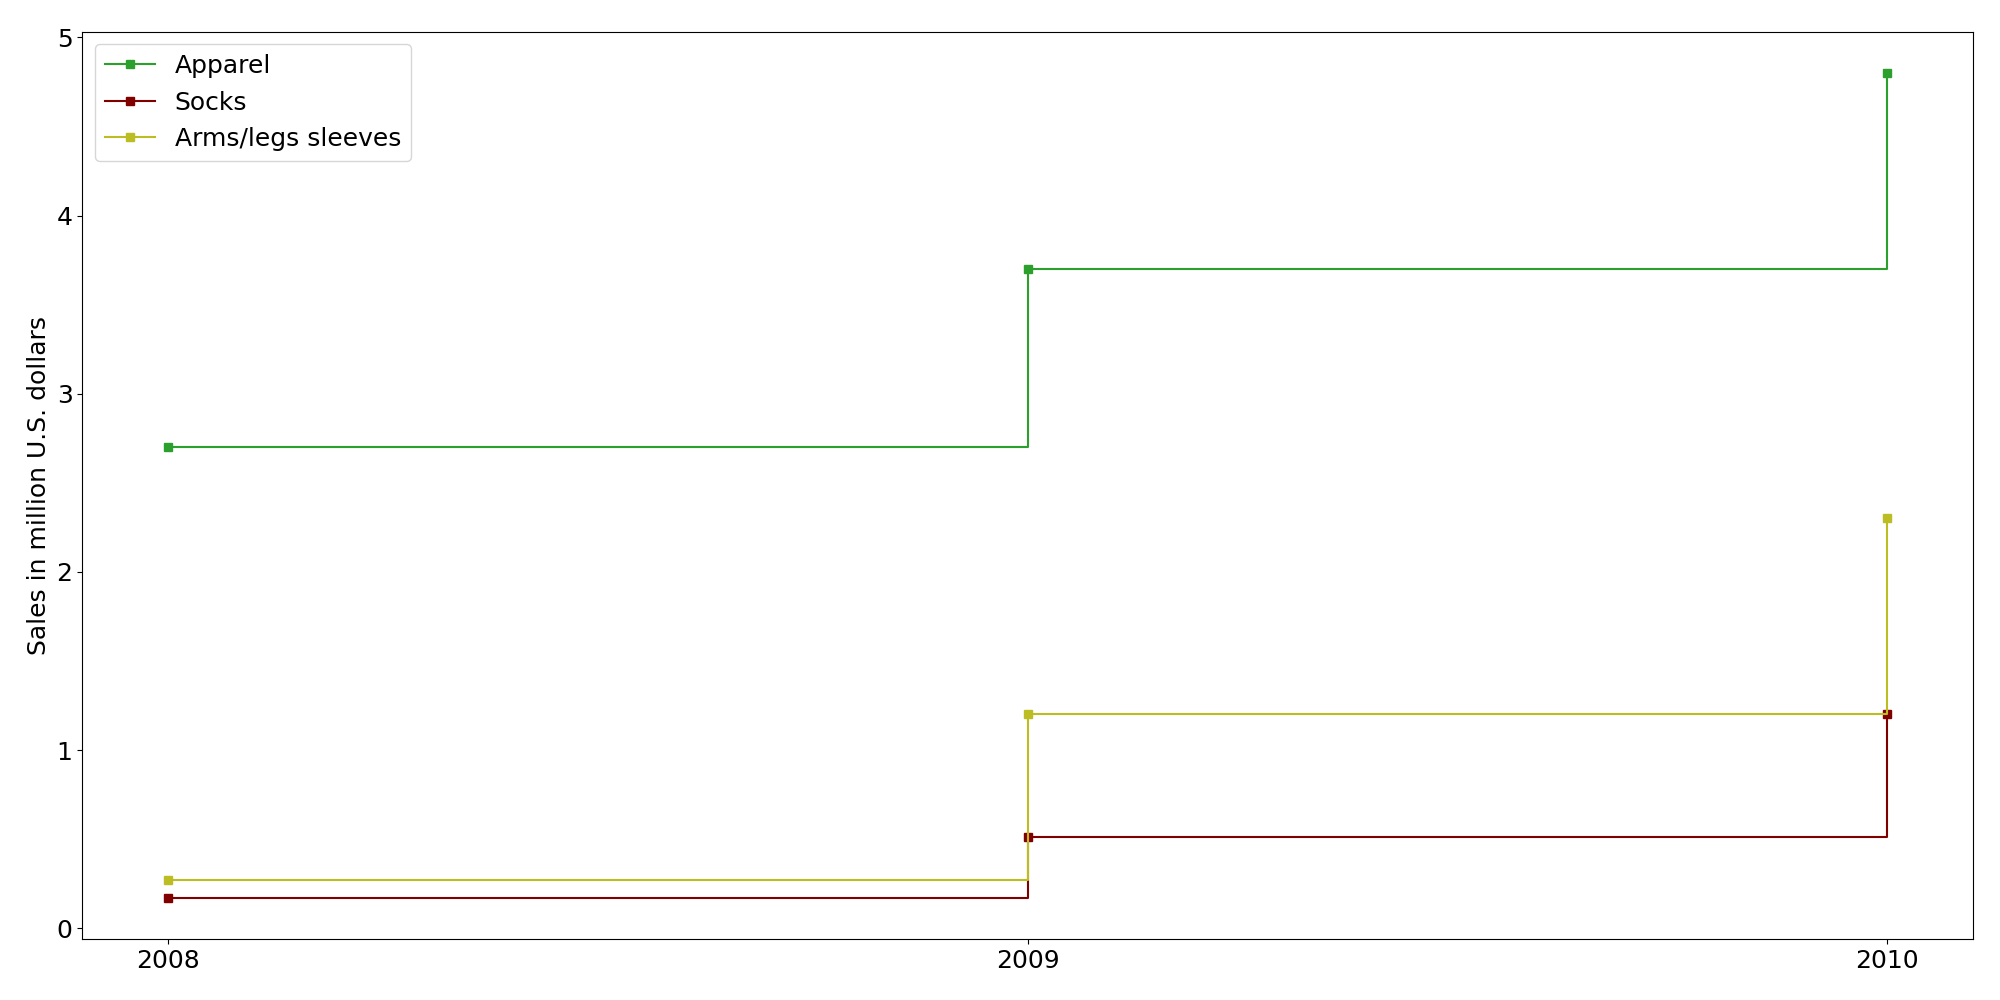 5
4
3
2
1
0
Sales in million U.S. dollars
Apparel
Socks
Arms/legs sleeves
2008
2009
2010